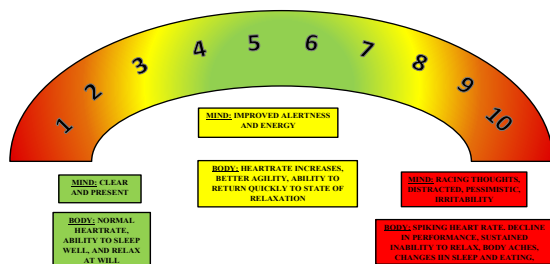 1 2 3 4 5 6 7 8 9 10
MIND: IMPROVED ALERTNESS
AND ENERGY
MIND: CLEAR
AND PRESENT
BODY: HEARTRATE INCREASES,
BETTER AGILITY, ABILITY TO
RETURN QUICKLY TO STATE OF
RELAXATION
MIND: RACING THOUGHTS,
DISTRACTED, PESSIMISTIC,
IRRITABILITY
BODY: NORMAL
HEARTRATE,
ABILITY TO SLEEP
WELL, AND RELAX
AT WILL
BODY: SPIKING HEART RATE, DECLINE
IN PERFORMANCE, SUSTAINED
INABILITY TO RELAX, BODY ACHES,
CHANGES IN SLEEP AND EATING.